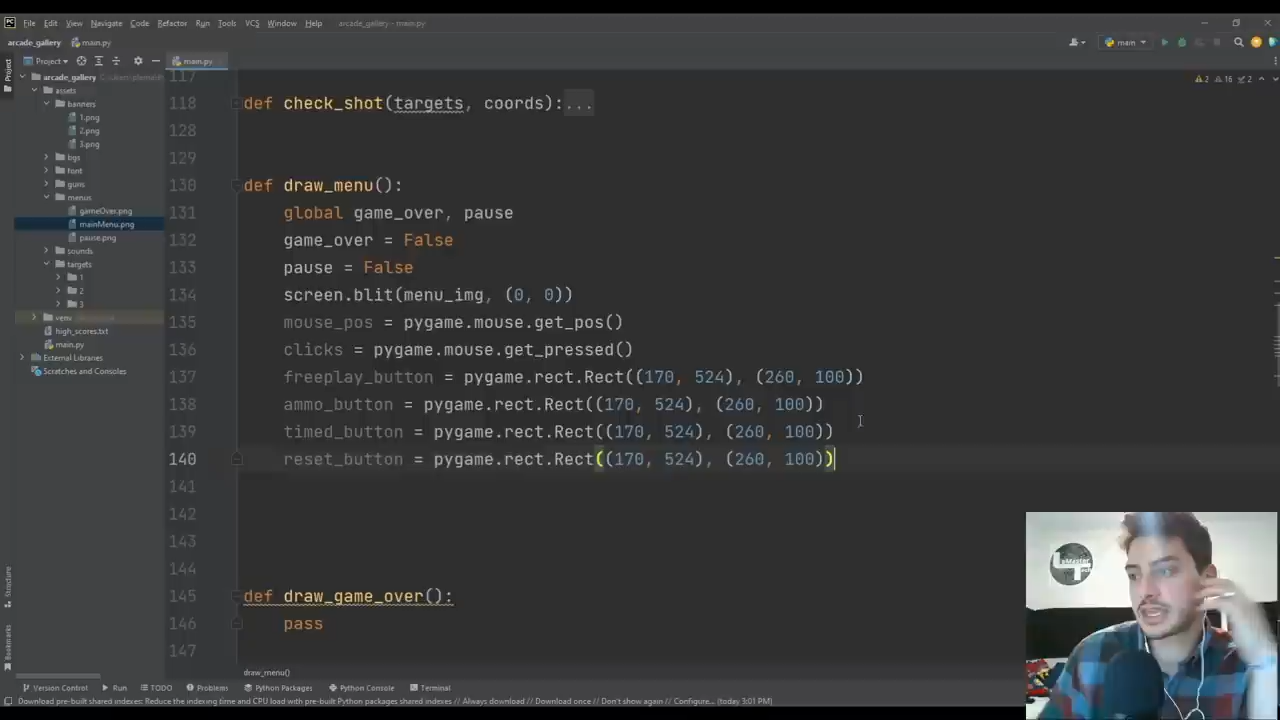 File Edit View Navigate Code Refactor Run Tools VCS Window Help arcade_gallery - main.py
arcade_gallery main.py main
Project main.py
Project
arcade_gallery
assets
banners
1.png
2.png
3.png
bgs
font
guns
menus
gameOver.png
mainMenu.png
pause.png
sounds
targets
1
2
3
venv
high_scores.txt
main.py
External Libraries
Scratches and Consoles
2 16 2
117
118 def check_shot(targets, coords):...
128
129
130 def draw_menu():
131 global game_over, pause
132 game_over = False
133 pause = False
134 screen.blit(menu_img, (0, 0))
135 mouse_pos = pygame.mouse.get_pos()
136 clicks = pygame.mouse.get_pressed()
137 freeplay_button = pygame.rect.Rect((170, 524), (260, 100))
138 ammo_button = pygame.rect.Rect((170, 524), (260, 100))
139 timed_button = pygame.rect.Rect((170, 524), (260, 100))
140 reset_button = pygame.rect.Rect((170, 524), (260, 100))
141
142
143
144
145 def draw_game_over():
146 pass
147
draw_menu()
Structure
Bookmarks
Version Control Run TODO Problems Python Packages Python Console Terminal
Download pre-built shared indexes: Reduce the indexing time and CPU load with pre-built Python packages shared indexes // Always download // Download once // Don't show again // Configure... (today 3:01 PM)